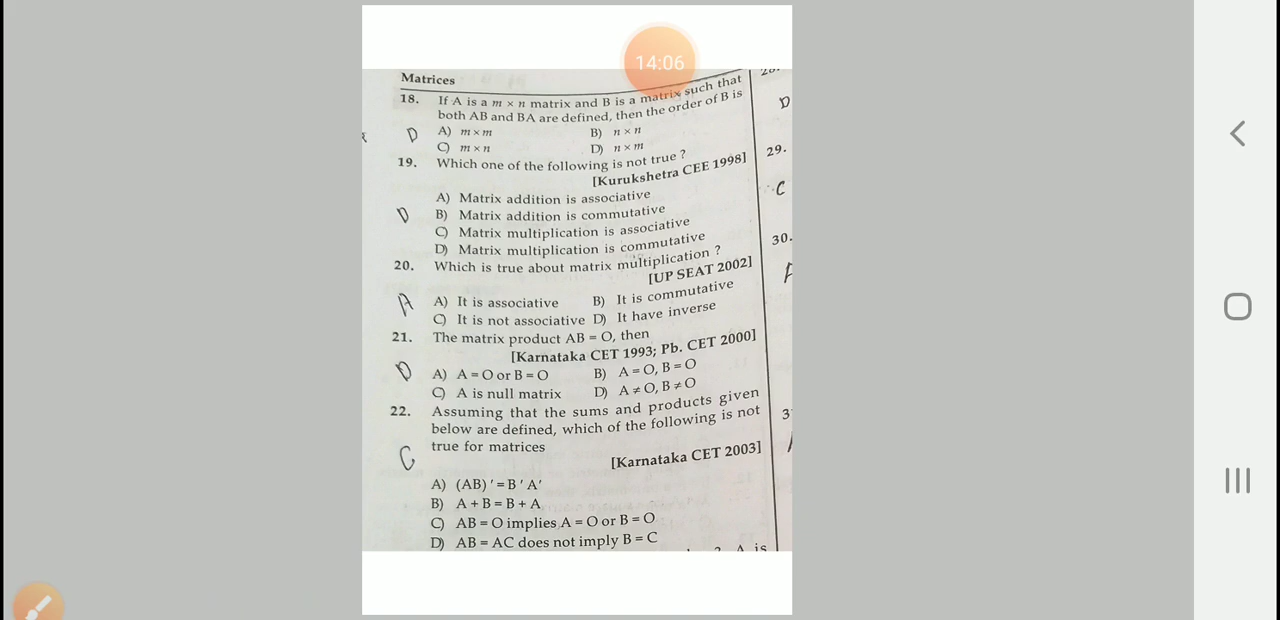 14:06
Matrices
18. If A is a m × n matrix and B is a matrix such that
both AB and BA are defined, then the order of B is
D A) m × m B) n × n
C) m × n D) n × m
19. Which one of the following is not true ?
[Kurukshetra CEE 1998]
A) Matrix addition is associative
D B) Matrix addition is commutative
C) Matrix multiplication is associative
D) Matrix multiplication is commutative
20. Which is true about matrix multiplication ?
[UP SEAT 2002]
A A) It is associative B) It is commutative
C) It is not associative D) It have inverse
21. The matrix product AB = O, then
[Karnataka CET 1993; Pb. CET 2000]
D A) A = O or B = O B) A = O, B = O
C) A is null matrix D) A ≠ O, B ≠ O
22. Assuming that the sums and products given
below are defined, which of the following is not
C true for matrices
[Karnataka CET 2003]
A) (AB) ' = B ' A'
B) A + B = B + A
C) AB = O implies A = O or B = O
D) AB = AC does not imply B = C
D
29.
C
30.
A is